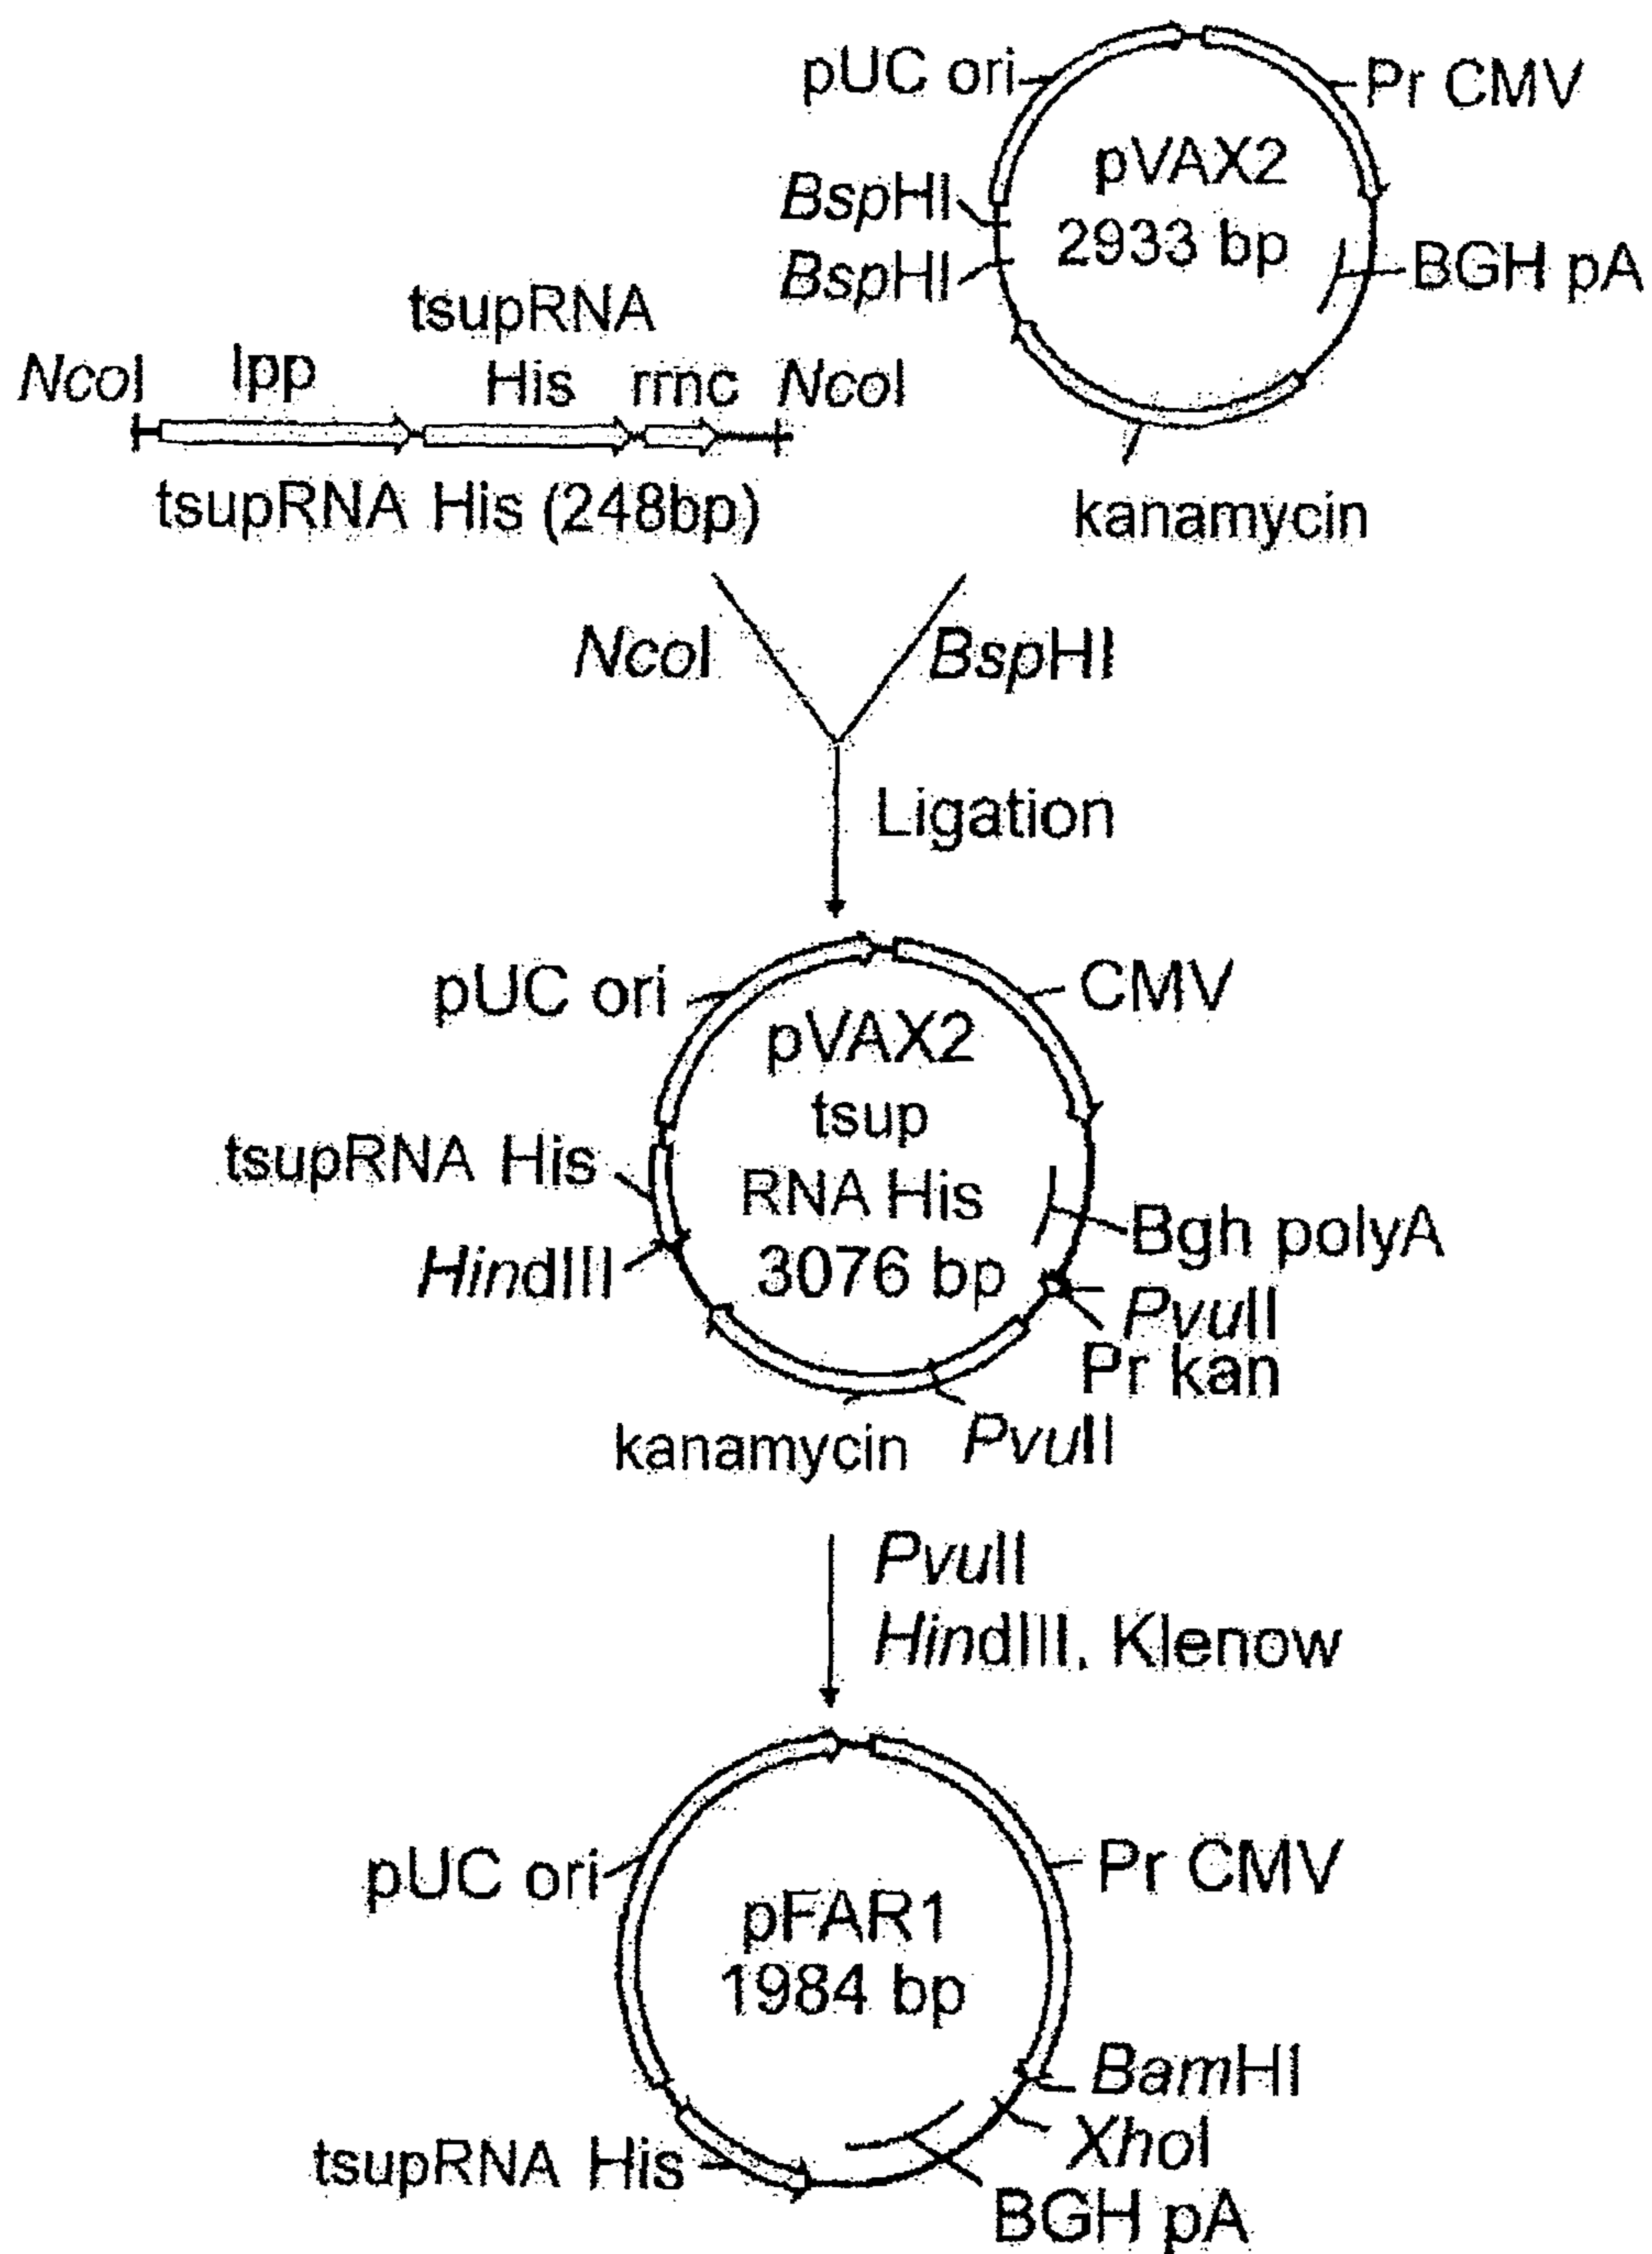 pUC ori
Pr CMV
pVAX2
2933 bp
BspHI
BspHI
BGH pA
kanamycin
tsupRNA
NcoI lpp His rrnc NcoI
tsupRNA His (248bp)
NcoI
BspHI
Ligation
pUC ori
CMV
pVAX2
tsup
RNA His
3076 bp
tsupRNA His
HindIII
Bgh polyA
PvuII
Pr kan
kanamycin
PvuII
PvuII
HindIII, Klenow
pUC ori
Pr CMV
pFAR1
1984 bp
BamHI
XhoI
tsupRNA His
BGH pA